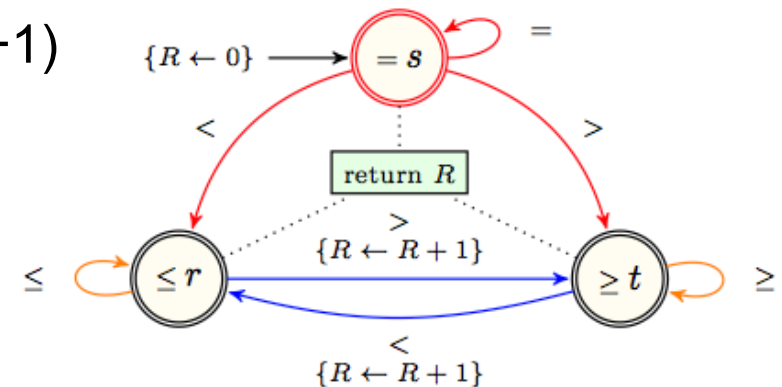 +1)
{R ← 0}
= s
=
<
>
return R
>
{R ← R + 1}
≤
≤ r
≥ t
≥
<
{R ← R + 1}